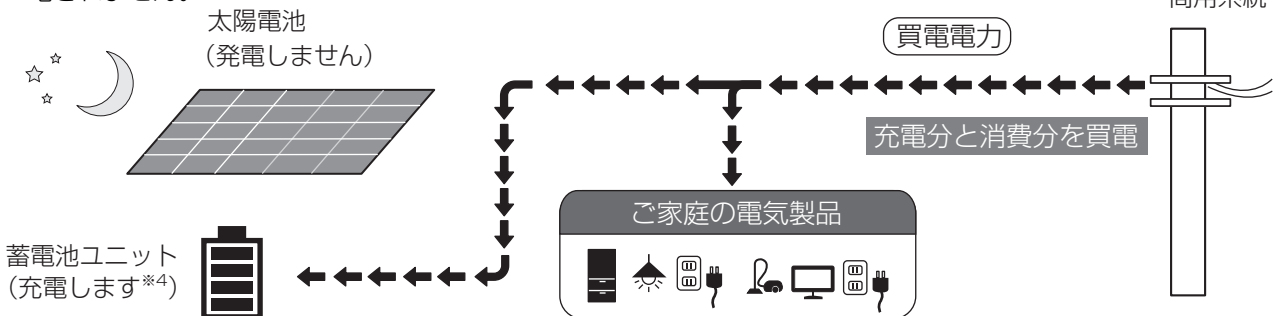 太陽電池
（発電しません）
買電電力
充電分と消費分を買電
ご家庭の電気製品
蓄電池ユニット
（充電します※4）